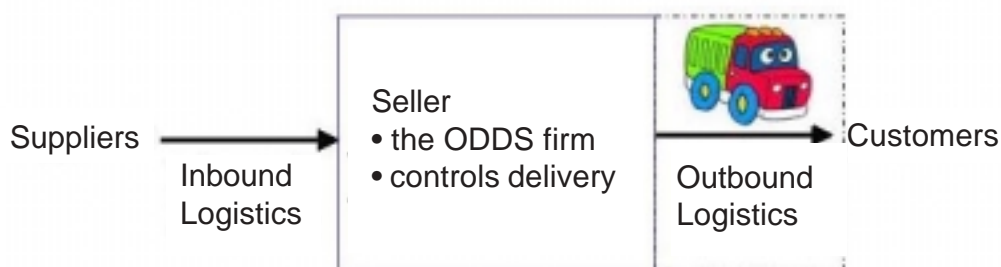 Suppliers
Inbound
Logistics
Seller
• the ODDS firm
• controls delivery
Outbound
Logistics
Customers